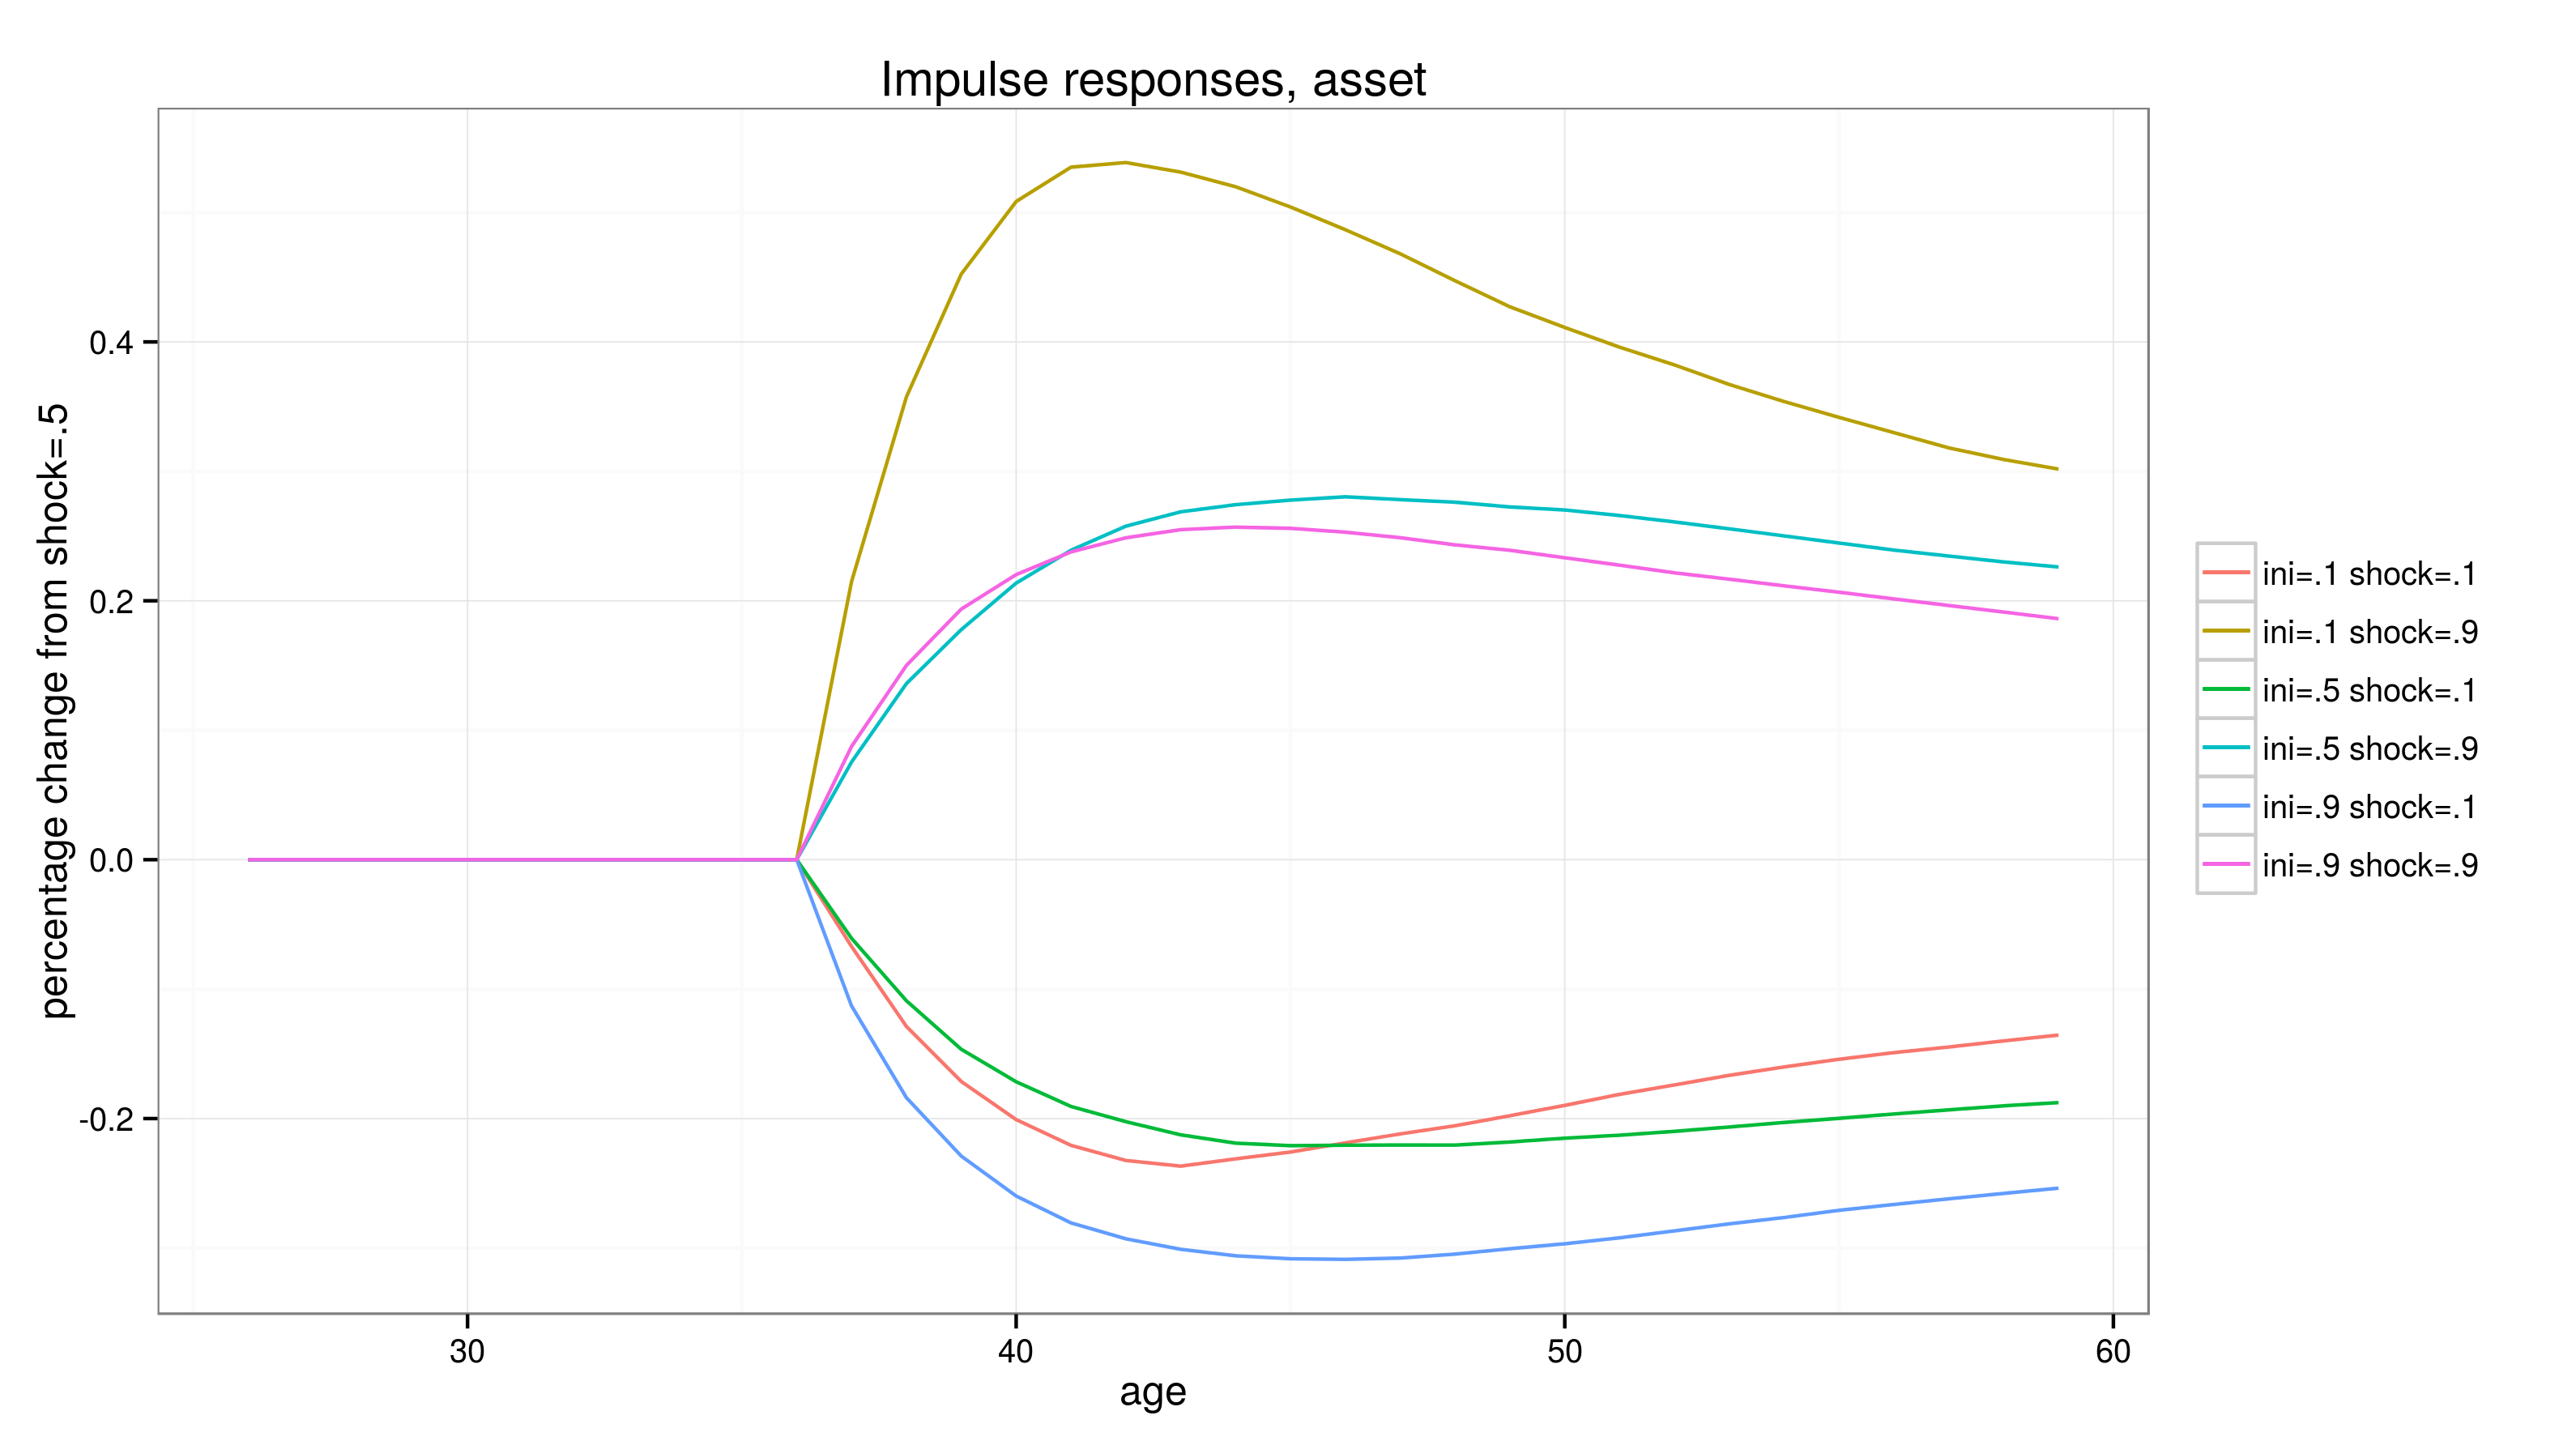 Impulse responses, asset
percentage change from shock=.5
0.4
0.2
0.0
-0.2
30
40
50
60
age
ini=.1 shock=.1
ini=.1 shock=.9
ini=.5 shock=.1
ini=.5 shock=.9
ini=.9 shock=.1
ini=.9 shock=.9